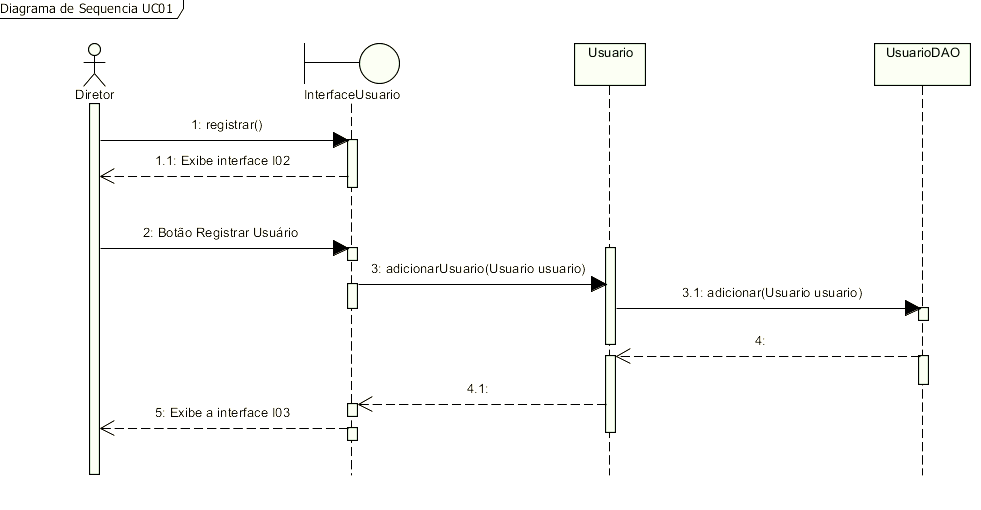 Diagrama de Sequencia UC01
Diretor
InterfaceUsuario
Usuario
UsuarioDAO
1: registrar()
1.1: Exibe interface I02
2: Botão Registrar Usuário
3: adicionarUsuario(Usuario usuario)
3.1: adicionar(Usuario usuario)
4:
4.1:
5: Exibe a interface I03